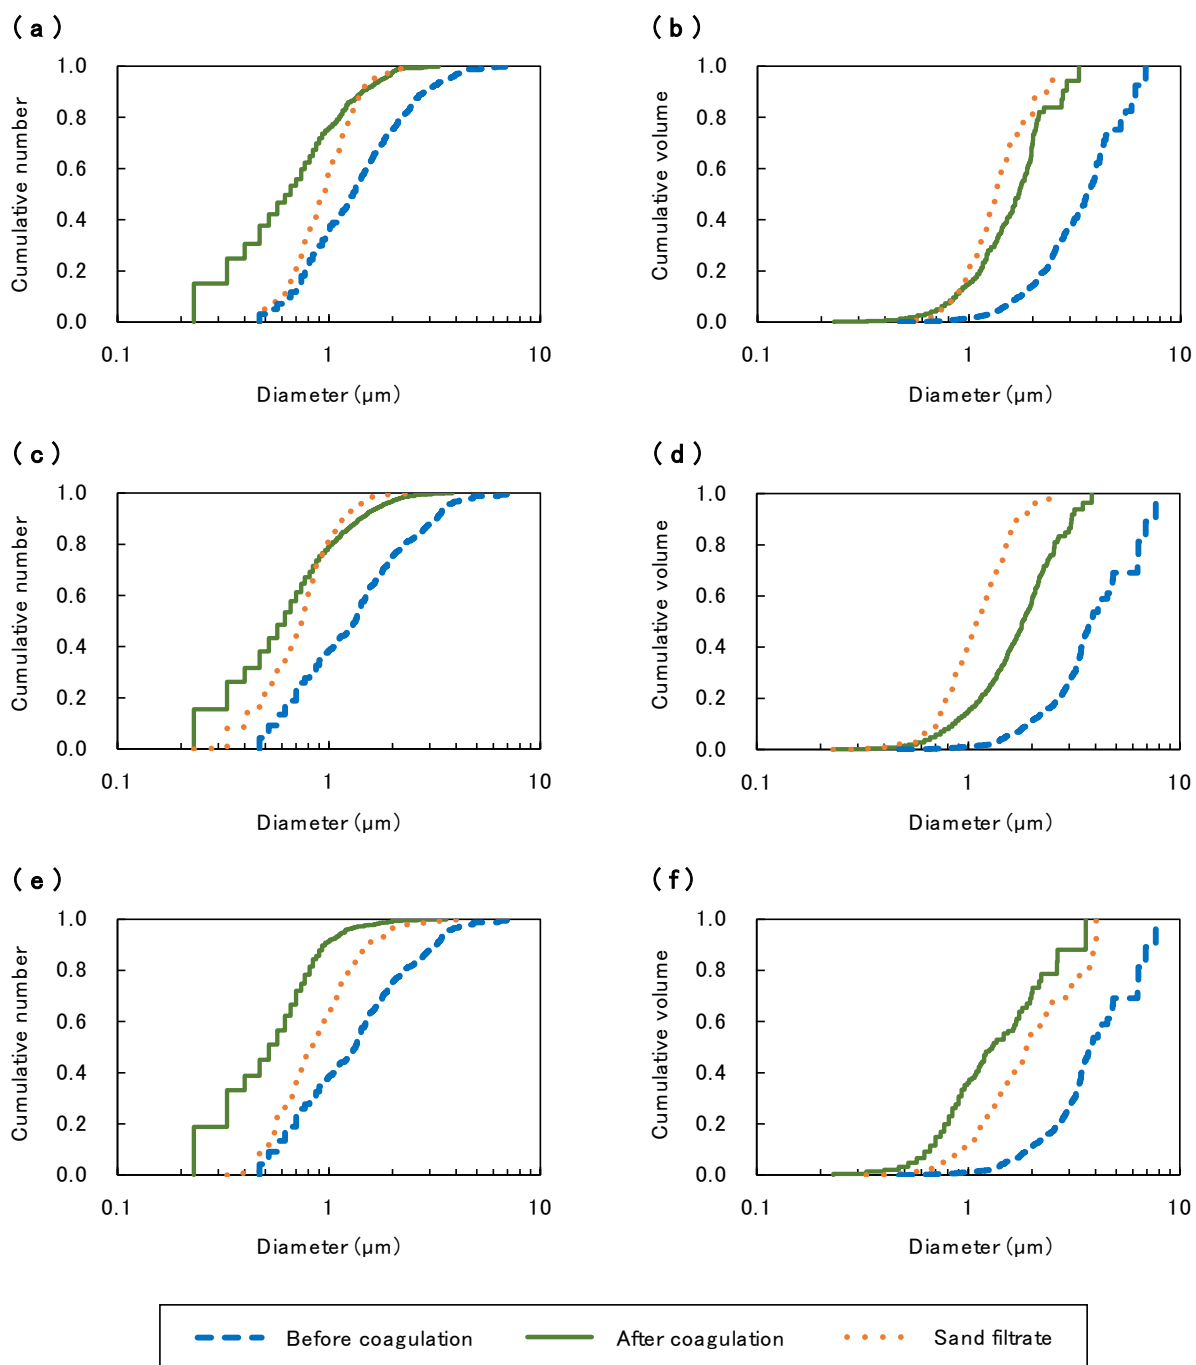 (a)
Cumulative number
1.0
0.8
0.6
0.4
0.2
0.0
0.1 1 10
Diameter (µm)
(b)
Cumulative volume
1.0
0.8
0.6
0.4
0.2
0.0
0.1 1 10
Diameter (µm)
(c)
Cumulative number
1.0
0.8
0.6
0.4
0.2
0.0
0.1 1 10
Diameter (µm)
(d)
Cumulative volume
1.0
0.8
0.6
0.4
0.2
0.0
0.1 1 10
Diameter (µm)
(e)
Cumulative number
1.0
0.8
0.6
0.4
0.2
0.0
0.1 1 10
Diameter (µm)
(f)
Cumulative volume
1.0
0.8
0.6
0.4
0.2
0.0
0.1 1 10
Diameter (µm)
Before coagulation After coagulation Sand filtrate